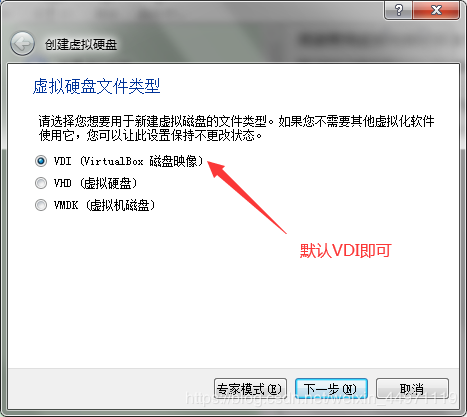 创建虚拟硬盘
虚拟硬盘文件类型
请选择您想要用于新建虚拟磁盘的文件类型。如果您不需要其他虚拟化软件
使用它，您可以让此设置保持不更改状态。
VDI (VirtualBox 磁盘映像)
VHD (虚拟硬盘)
VMDK (虚拟机磁盘)
默认VDI即可
专家模式(E) 下一步(N) 取消
https://blog.csdn.net/weixin_44371119